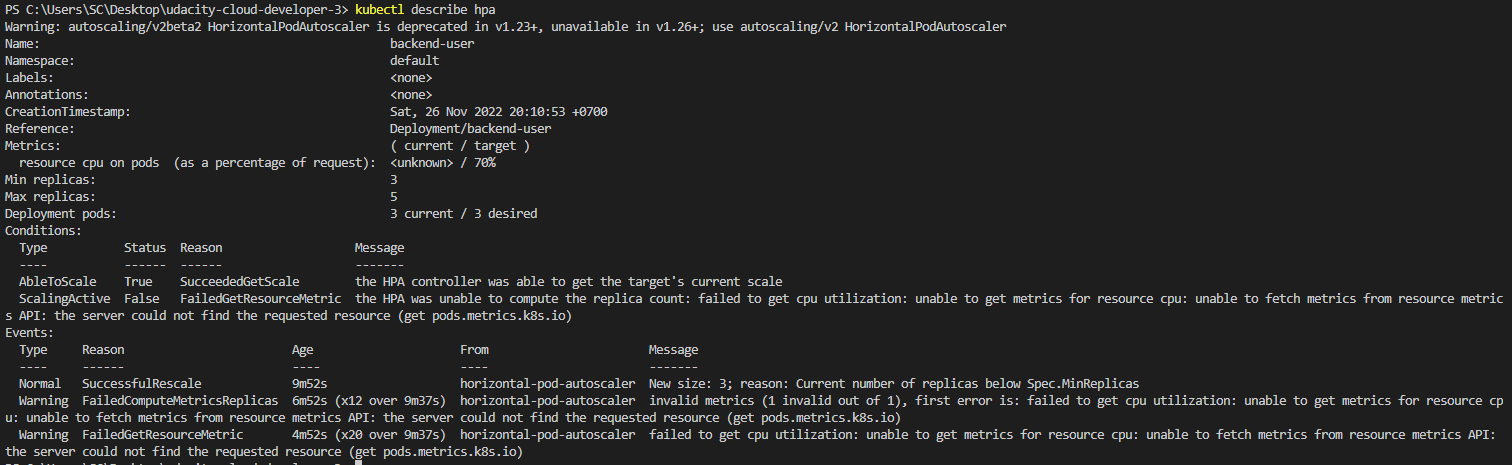 PS C:\Users\SC\Desktop\udacity-cloud-developer-3> kubectl describe hpa
Warning: autoscaling/v2beta2 HorizontalPodAutoscaler is deprecated in v1.23+, unavailable in v1.26+; use autoscaling/v2 HorizontalPodAutoscaler
Name: backend-user
Namespace: default
Labels: <none>
Annotations: <none>
CreationTimestamp: Sat, 26 Nov 2022 20:10:53 +0700
Reference: Deployment/backend-user
Metrics: ( current / target )
resource cpu on pods (as a percentage of request): <unknown> / 70%
Min replicas: 3
Max replicas: 5
Deployment pods: 3 current / 3 desired
Conditions:
Type Status Reason Message
---- ------ ------ -------
AbleToScale True SucceededGetScale the HPA controller was able to get the target's current scale
ScalingActive False FailedGetResourceMetric the HPA was unable to compute the replica count: failed to get cpu utilization: unable to get metrics for resource cpu: unable to fetch metrics from resource metric
s API: the server could not find the requested resource (get pods.metrics.k8s.io)
Events:
Type Reason Age From Message
---- ------ ---- ---- -------
Normal SuccessfulRescale 9m52s horizontal-pod-autoscaler New size: 3; reason: Current number of replicas below Spec.MinReplicas
Warning FailedComputeMetricsReplicas 6m52s (x12 over 9m37s) horizontal-pod-autoscaler invalid metrics (1 invalid out of 1), first error is: failed to get cpu utilization: unable to get metrics for resource cp
u: unable to fetch metrics from resource metrics API: the server could not find the requested resource (get pods.metrics.k8s.io)
Warning FailedGetResourceMetric 4m52s (x20 over 9m37s) horizontal-pod-autoscaler failed to get cpu utilization: unable to get metrics for resource cpu: unable to fetch metrics from resource metrics API:
the server could not find the requested resource (get pods.metrics.k8s.io)